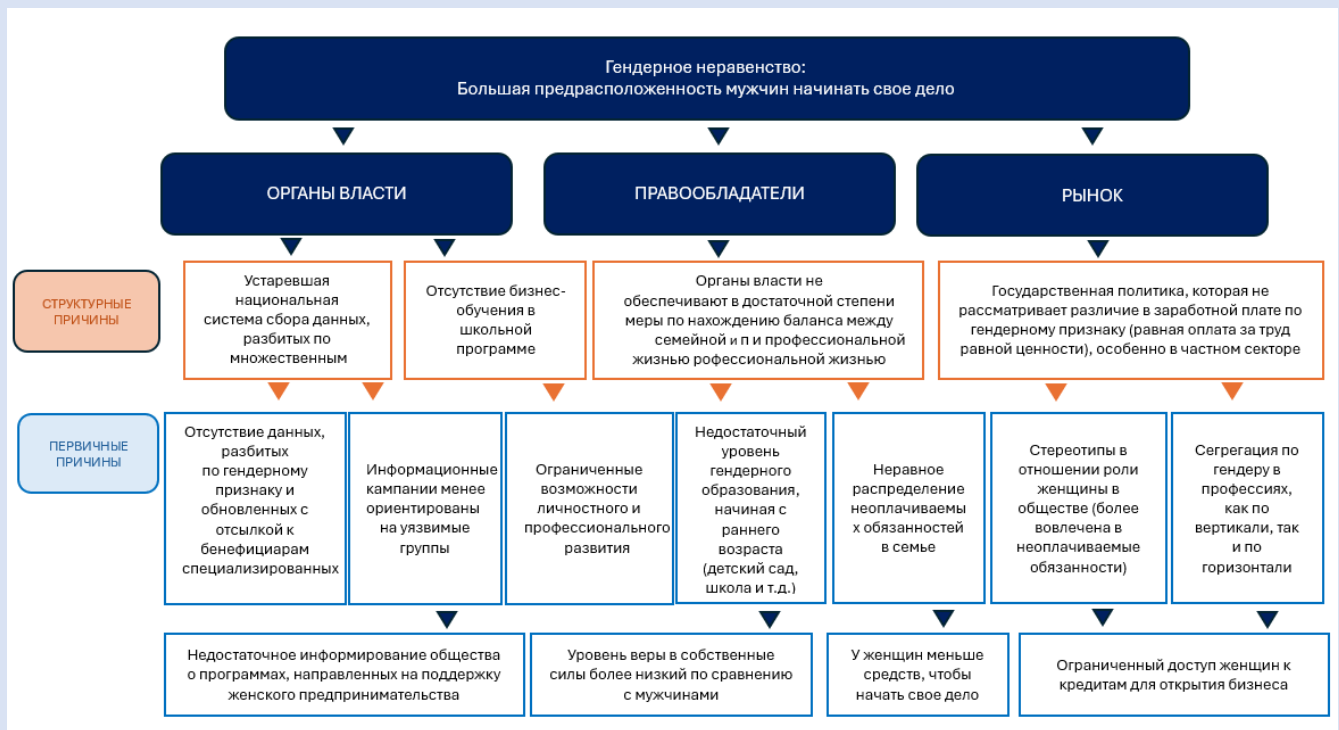 Гендерное неравенство:
Большая предрасположенность мужчин начинать свое дело
ОРГАНЫ ВЛАСТИ
ПРАВООБЛАДАТЕЛИ
РЫНОК
СТРУКТУРНЫЕ
ПРИЧИНЫ
Устаревшая
национальная
система сбора данных,
разбитых по
множественным
Отсутствие бизнес-
обучения в
школьной
программе
Органы власти не
обеспечивают в достаточной степени
меры по нахождению баланса между
семейной и п и профессиональной
жизнью рофессиональной жизнью
Государственная политика, которая не
рассматривает различие в заработной плате по
гендерному признаку (равная оплата за труд
равной ценности), особенно в частном секторе
ПЕРВИЧНЫЕ
ПРИЧИНЫ
Отсутствие данных,
разбитых
по гендерному
признаку и
обновленных с
отсылкой к
бенефициарам
специализированных
Информационные
кампании менее
ориентированы
на уязвимые
группы
Ограниченные
возможности
личностного и
профессионального
развития
Недостаточный
уровень
гендерного
образования,
начиная с
раннего
возраста
(детский сад,
школа и т.д.)
Неравное
распределение
неоплачиваемы
х обязанностей
в семье
Стереотипы в
отношении роли
женщины в
обществе (более
вовлечена в
неоплачиваемые
обязанности)
Сегрегация по
гендеру в
профессиях,
как по
вертикали, так
и по
горизонтали
Недостаточное информирование общества
о программах, направленных на поддержку
женского предпринимательства
Уровень веры в собственные
силы более низкий по сравнению
с мужчинами
У женщин меньше
средств, чтобы
начать свое дело
Ограниченный доступ женщин к
кредитам для открытия бизнеса